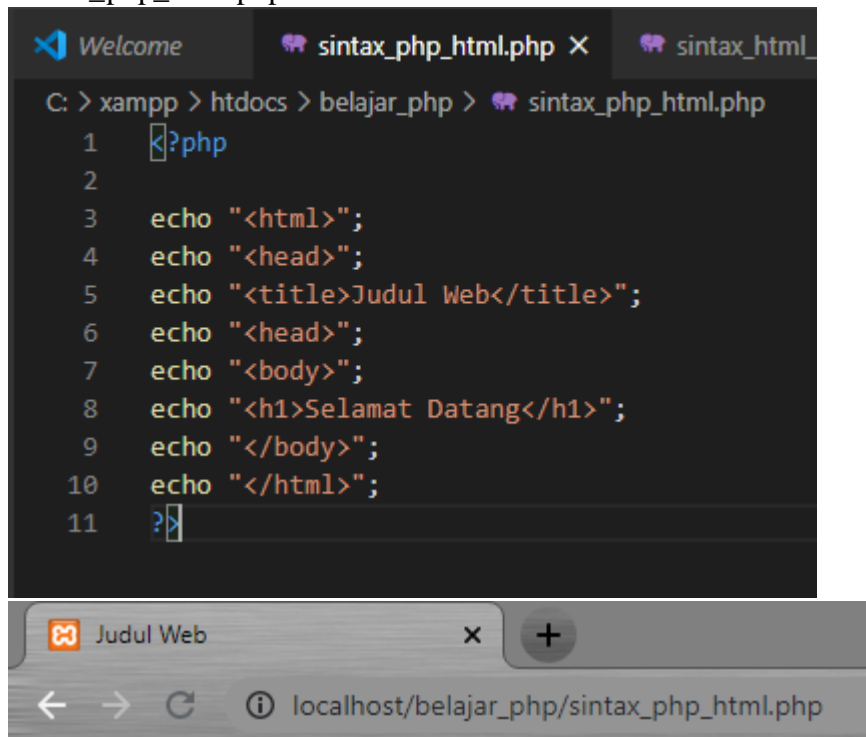 Welcome sintax_php_html.php × sintax_html_
C: > xampp > htdocs > belajar_php > sintax_php_html.php
1 <?php
2
3 echo "<html>";
4 echo "<head>";
5 echo "<title>Judul Web</title>";
6 echo "<head>";
7 echo "<body>";
8 echo "<h1>Selamat Datang</h1>";
9 echo "</body>";
10 echo "</html>";
11 ?>
Judul Web × +
localhost/belajar_php/sintax_php_html.php